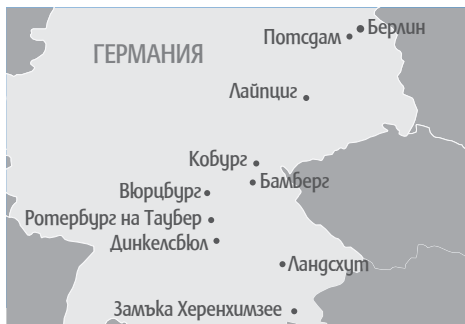 Берлин
Потсдам
ГЕРМАНИЯ
Лайпциг
Кобург
Бамберг
Вюрцбург
Ротербург на Таубер
Динкелсбюл
Ландсхут
Замъка Херенхимзее